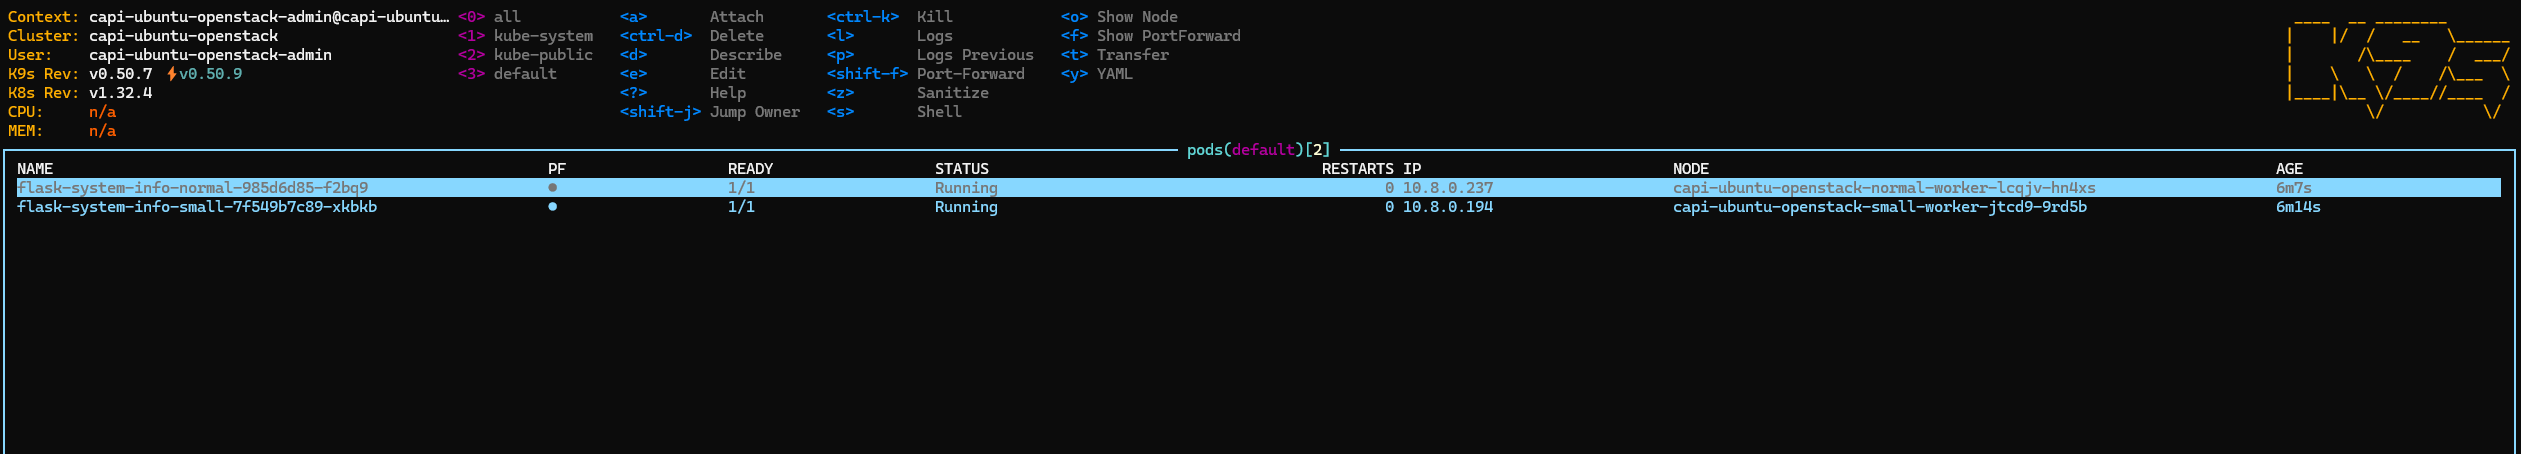 Context: capi-ubuntu-openstack-admin@capi-ubuntu… <0> all <a> Attach <ctrl-k> Kill <o> Show Node
Cluster: capi-ubuntu-openstack <1> kube-system <ctrl-d> Delete <l> Logs <f> Show PortForward
User: capi-ubuntu-openstack-admin <2> kube-public <d> Describe <p> Logs Previous <t> Transfer
K9s Rev: v0.50.7 ⚡v0.50.9 <3> default <e> Edit <shift-f> Port-Forward <y> YAML
K8s Rev: v1.32.4 <?> Help <z> Sanitize
CPU: n/a <shift-j> Jump Owner <s> Shell
MEM: n/a
pods(default)[2]
NAME PF READY STATUS RESTARTS IP NODE AGE
flask-system-info-normal-985d6d85-f2bq9 ● 1/1 Running 0 10.8.0.237 capi-ubuntu-openstack-normal-worker-lcqjv-hn4xs 6m7s
flask-system-info-small-7f549b7c89-xkbkb ● 1/1 Running 0 10.8.0.194 capi-ubuntu-openstack-small-worker-jtcd9-9rd5b 6m14s